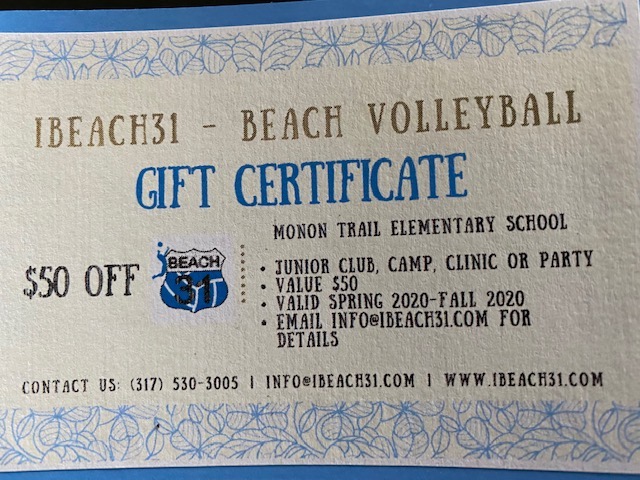 IBEACH31 - BEACH VOLLEYBALL
GIFT CERTIFICATE
MONON TRAIL ELEMENTARY SCHOOL
$50 OFF
BEACH
31
• JUNIOR CLUB, CAMP, CLINIC OR PARTY
• VALUE $50
• VALID SPRING 2020-FALL 2020
• EMAIL INFO@IBEACH31.COM FOR
DETAILS
CONTACT US: (317) 530-3005 | INFO@IBEACH31.COM | WWW.IBEACH31.COM